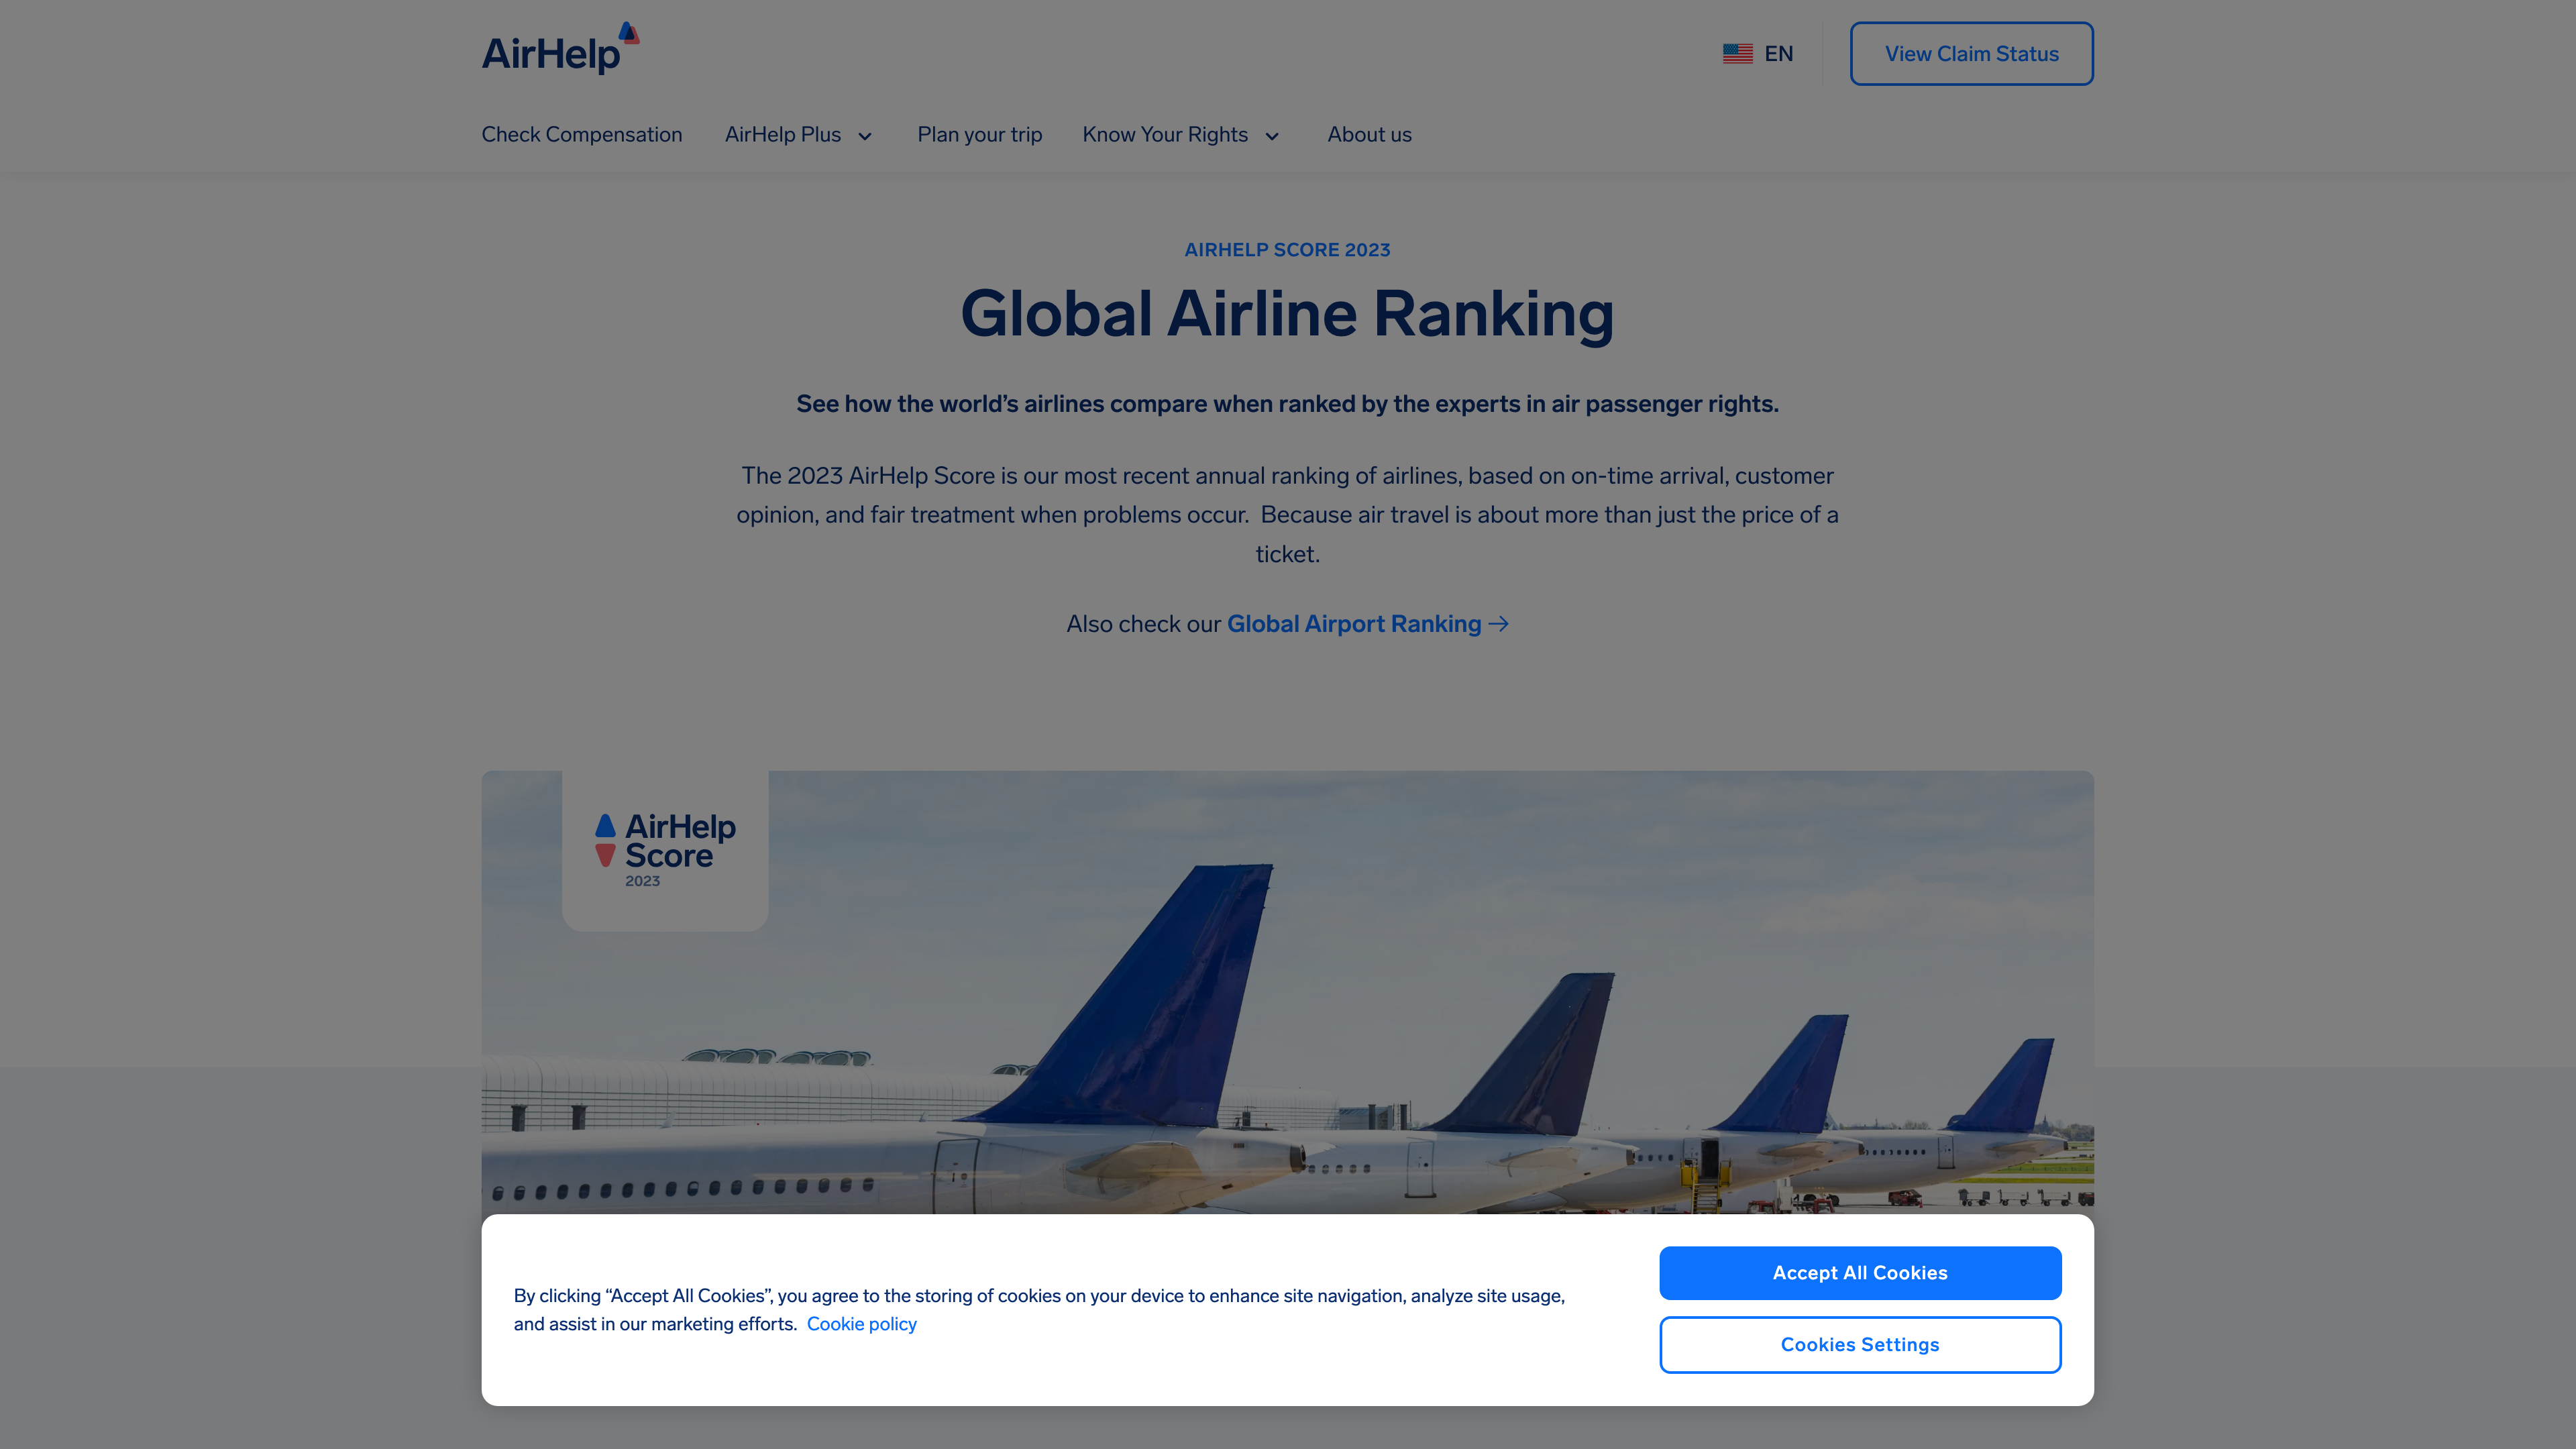 AirHelp
EN
View Claim Status
Check Compensation
AirHelp Plus
Plan your trip
Know Your Rights
About us
AIRHELP SCORE 2023
Global Airline Ranking
See how the world’s airlines compare when ranked by the experts in air passenger rights.
The 2023 AirHelp Score is our most recent annual ranking of airlines, based on on-time arrival, customer
opinion, and fair treatment when problems occur.  Because air travel is about more than just the price of a
ticket.
Also check our Global Airport Ranking →
AirHelp
Score
2023
By clicking “Accept All Cookies”, you agree to the storing of cookies on your device to enhance site navigation, analyze site usage,
and assist in our marketing efforts.  Cookie policy
Accept All Cookies
Cookies Settings